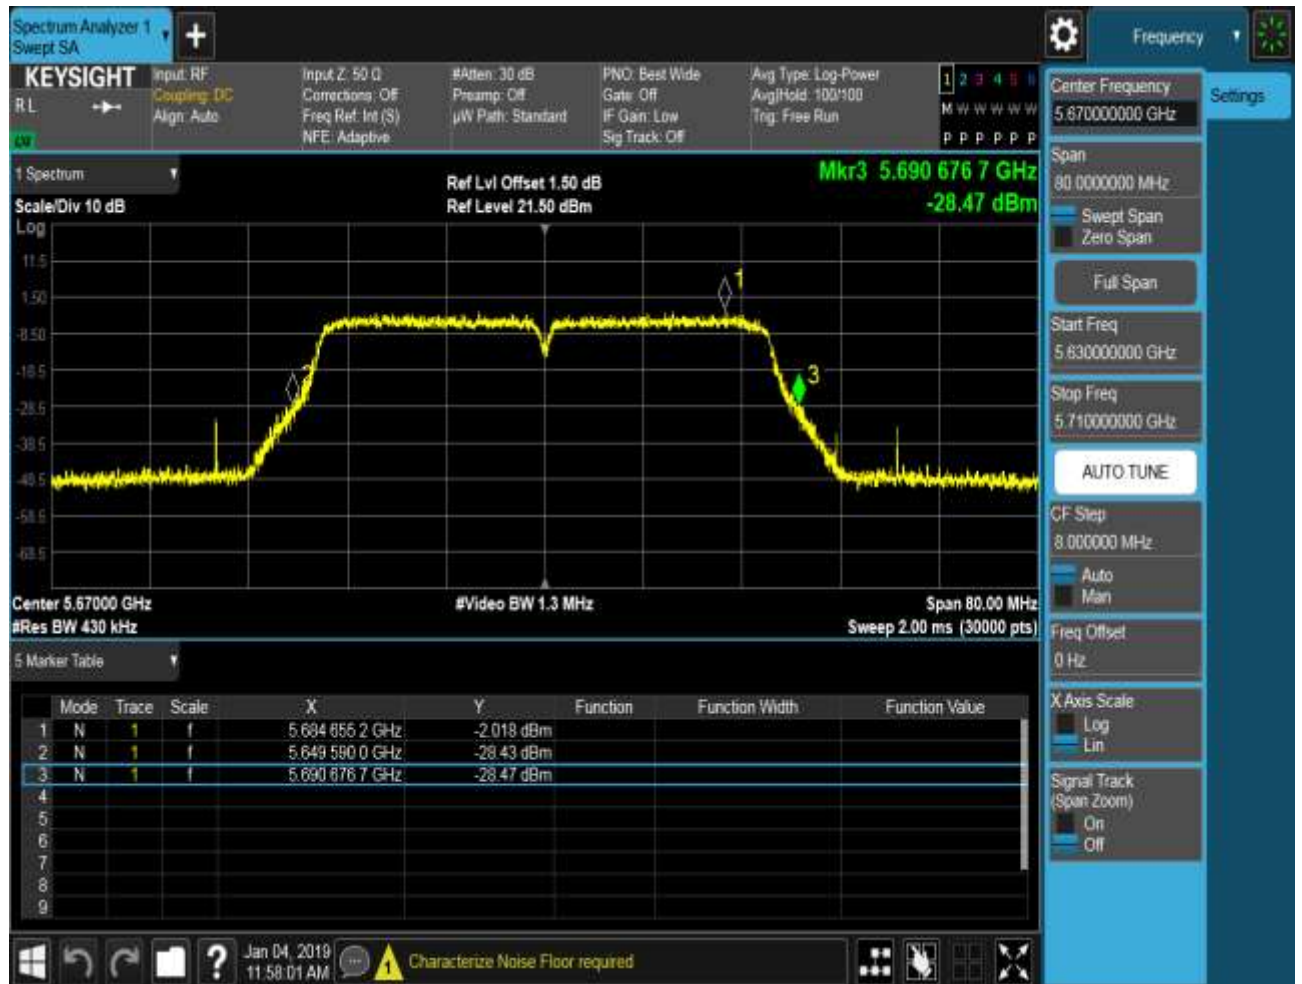 Spectrum Analyzer 1
Swept SA
Frequency
KEYSIGHT
RL
Input: RF
Coupling: DC
Align: Auto
Input Z: 50 Ω
Corrections: Off
Freq Ref: Int (S)
NFE: Adaptive
#Atten: 30 dB
Preamp: Off
µW Path: Standard
PNO: Best Wide
Gate: Off
IF Gain: Low
Sig Track: Off
Avg Type: Log-Power
Avg|Hold: 100/100
Trig: Free Run
1 2 3 4 5 6
M W W W W W
P P P P P P
1 Spectrum
Scale/Div 10 dB
Ref Lvl Offset 1.50 dB
Ref Level 21.50 dBm
Mkr3 5.690 676 7 GHz
-28.47 dBm
Log
11.5
1.50
-8.50
-18.5
-28.5
-38.5
-48.5
-58.5
-68.5
1
2
3
Center 5.67000 GHz
#Video BW 1.3 MHz
Span 80.00 MHz
#Res BW 430 kHz
Sweep 2.00 ms (30000 pts)
5 Marker Table
Mode Trace Scale X Y Function Function Width Function Value
1 N 1 f 5.684 655 2 GHz -2.018 dBm
2 N 1 f 5.649 590 0 GHz -28.43 dBm
3 N 1 f 5.690 676 7 GHz -28.47 dBm
4
5
6
7
8
9
Jan 04, 2019
11:58:01 AM
Characterize Noise Floor required
Center Frequency
5.670000000 GHz
Settings
Span
80.0000000 MHz
Swept Span
Zero Span
Full Span
Start Freq
5.630000000 GHz
Stop Freq
5.710000000 GHz
AUTO TUNE
CF Step
8.000000 MHz
Auto
Man
Freq Offset
0 Hz
X Axis Scale
Log
Lin
Signal Track
(Span Zoom)
On
Off